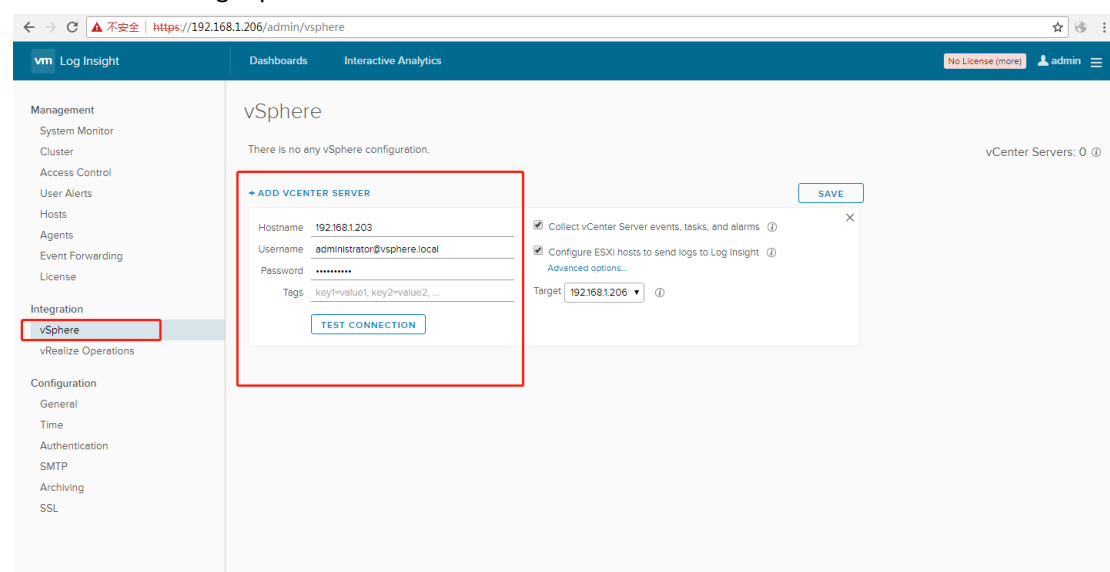 不安全 | https://192.168.1.206/admin/vsphere
vm Log Insight
Dashboards
Interactive Analytics
No License (more)
admin
Management
System Monitor
Cluster
Access Control
User Alerts
Hosts
Agents
Event Forwarding
License
Integration
vSphere
vRealize Operations
Configuration
General
Time
Authentication
SMTP
Archiving
SSL
vSphere
There is no any vSphere configuration.
vCenter Servers: 0
+ ADD VCENTER SERVER
SAVE
Hostname 192.168.1.203
Username administrator@vsphere.local
Password ••••••••••
Tags key1=value1, key2=value2, ...
TEST CONNECTION
Collect vCenter Server events, tasks, and alarms
Configure ESXi hosts to send logs to Log Insight
Advanced options...
Target 192.168.1.206